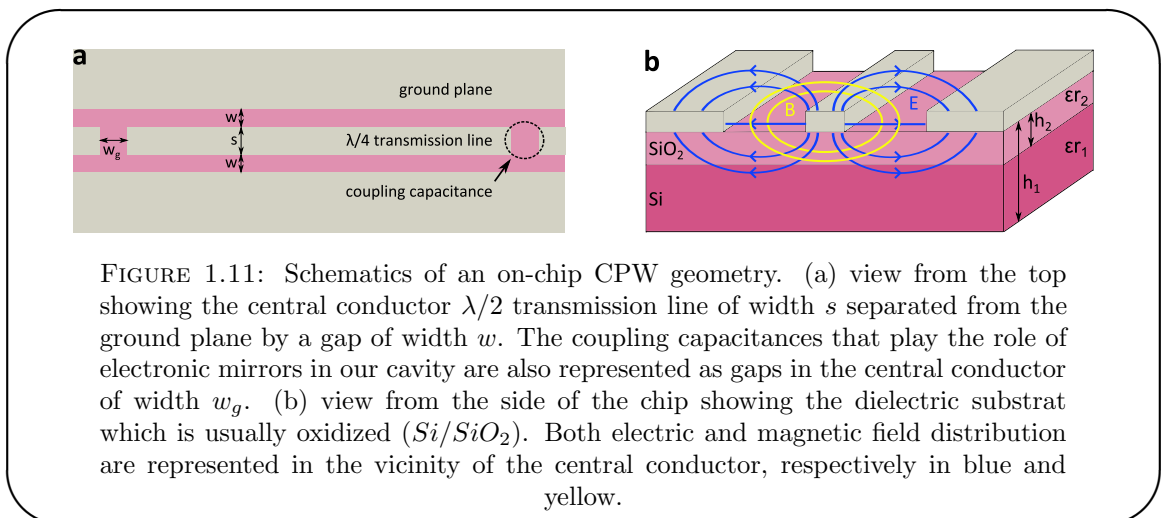 a
ground plane
w
s
λ/4 transmission line
w_g
w
coupling capacitance
b
B
E
εr₂
h₂
SiO₂
εr₁
h₁
Si
FIGURE 1.11: Schematics of an on-chip CPW geometry. (a) view from the top
showing the central conductor λ/2 transmission line of width s separated from the
ground plane by a gap of width w. The coupling capacitances that play the role of
electronic mirrors in our cavity are also represented as gaps in the central conductor
of width w_g. (b) view from the side of the chip showing the dielectric substrat
which is usually oxidized (Si/SiO₂). Both electric and magnetic field distribution
are represented in the vicinity of the central conductor, respectively in blue and
yellow.